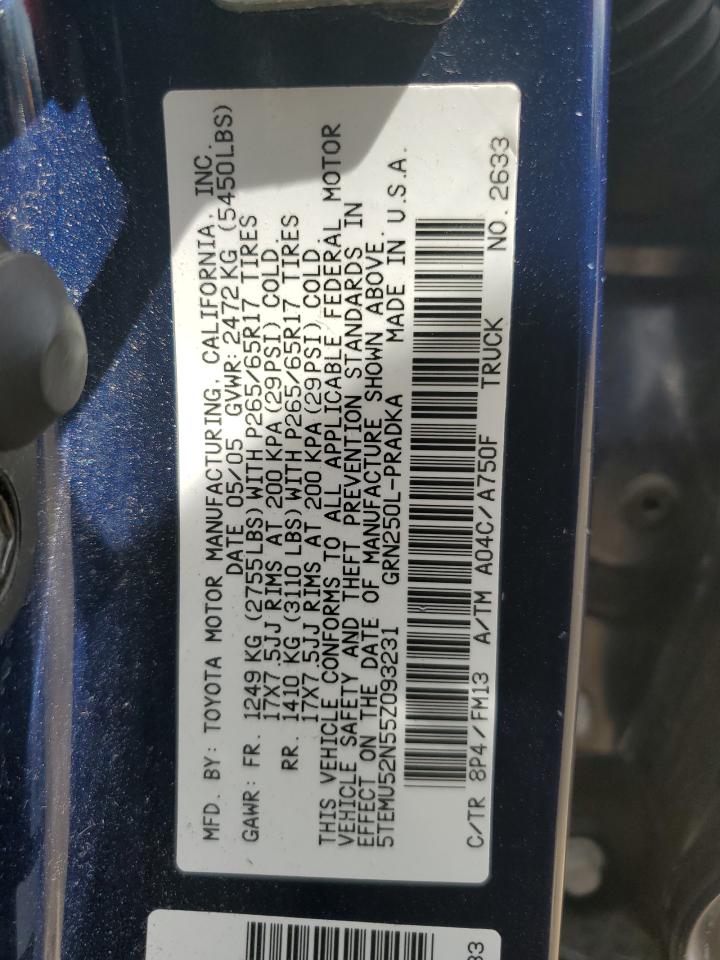 MFD. BY: TOYOTA MOTOR MANUFACTURING, CALIFORNIA, INC.
DATE 05/05 GVWR: 2472 KG (5450LBS)
GAWR: FR. 1249 KG (2755LBS) WITH P265/65R17 TIRES
17X7.5JJ RIMS AT 200 KPA (29PSI) COLD.
RR. 1410 KG (3110 LBS) WITH P265/65R17 TIRES
17X7.5JJ RIMS AT 200 KPA (29PSI) COLD.
THIS VEHICLE CONFORMS TO ALL APPLICABLE FEDERAL MOTOR
VEHICLE SAFETY AND THEFT PREVENTION STANDARDS IN
EFFECT ON THE DATE OF MANUFACTURE SHOWN ABOVE.
5TEMU52N55Z093231 GRN250L-PRADKA MADE IN U.S.A.
C/TR 8P4/FM13 A/TM A04C/A750F TRUCK NO. 2633